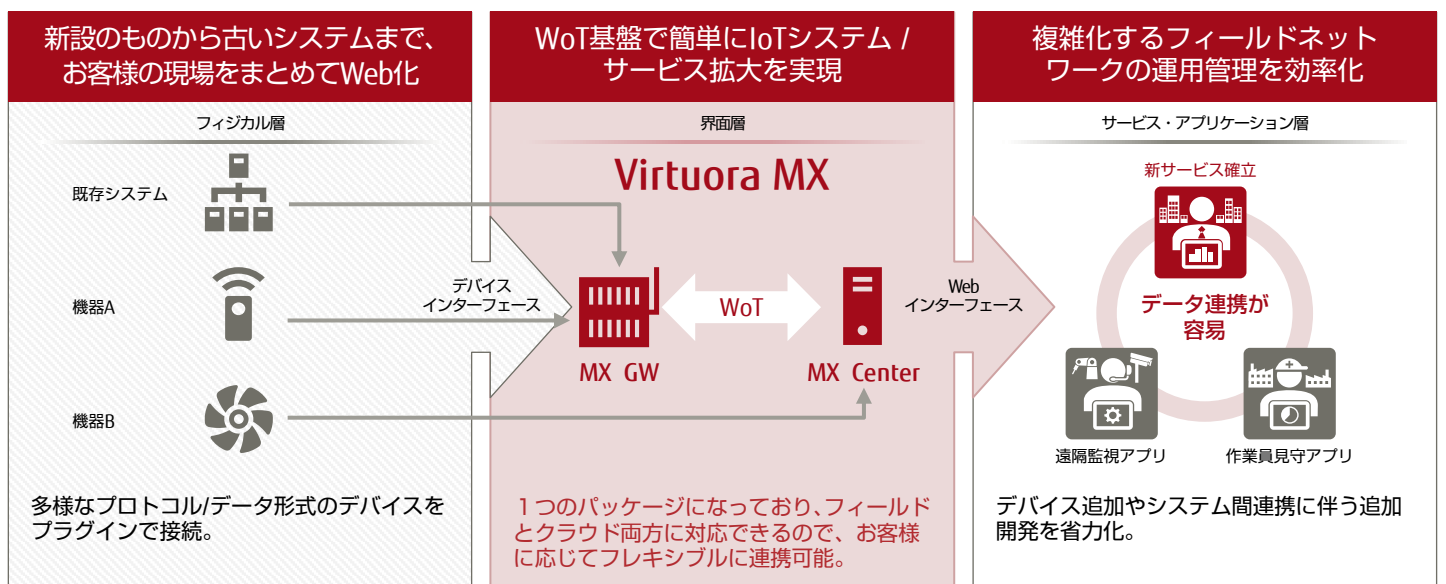 新設のものから古いシステムまで、
お客様の現場をまとめてWeb化
フィジカル層
既存システム
機器A
機器B
デバイス
インターフェース
多様なプロトコル/データ形式のデバイスを
プラグインで接続。
WoT基盤で簡単にIoTシステム /
サービス拡大を実現
界面層
Virtuora MX
WoT
MX GW
MX Center
Web
インターフェース
１つのパッケージになっており、フィールド
とクラウド両方に対応できるので、お客様
に応じてフレキシブルに連携可能。
複雑化するフィールドネット
ワークの運用管理を効率化
サービス・アプリケーション層
新サービス確立
データ連携が
容易
遠隔監視アプリ
作業員見守アプリ
デバイス追加やシステム間連携に伴う追加
開発を省力化。